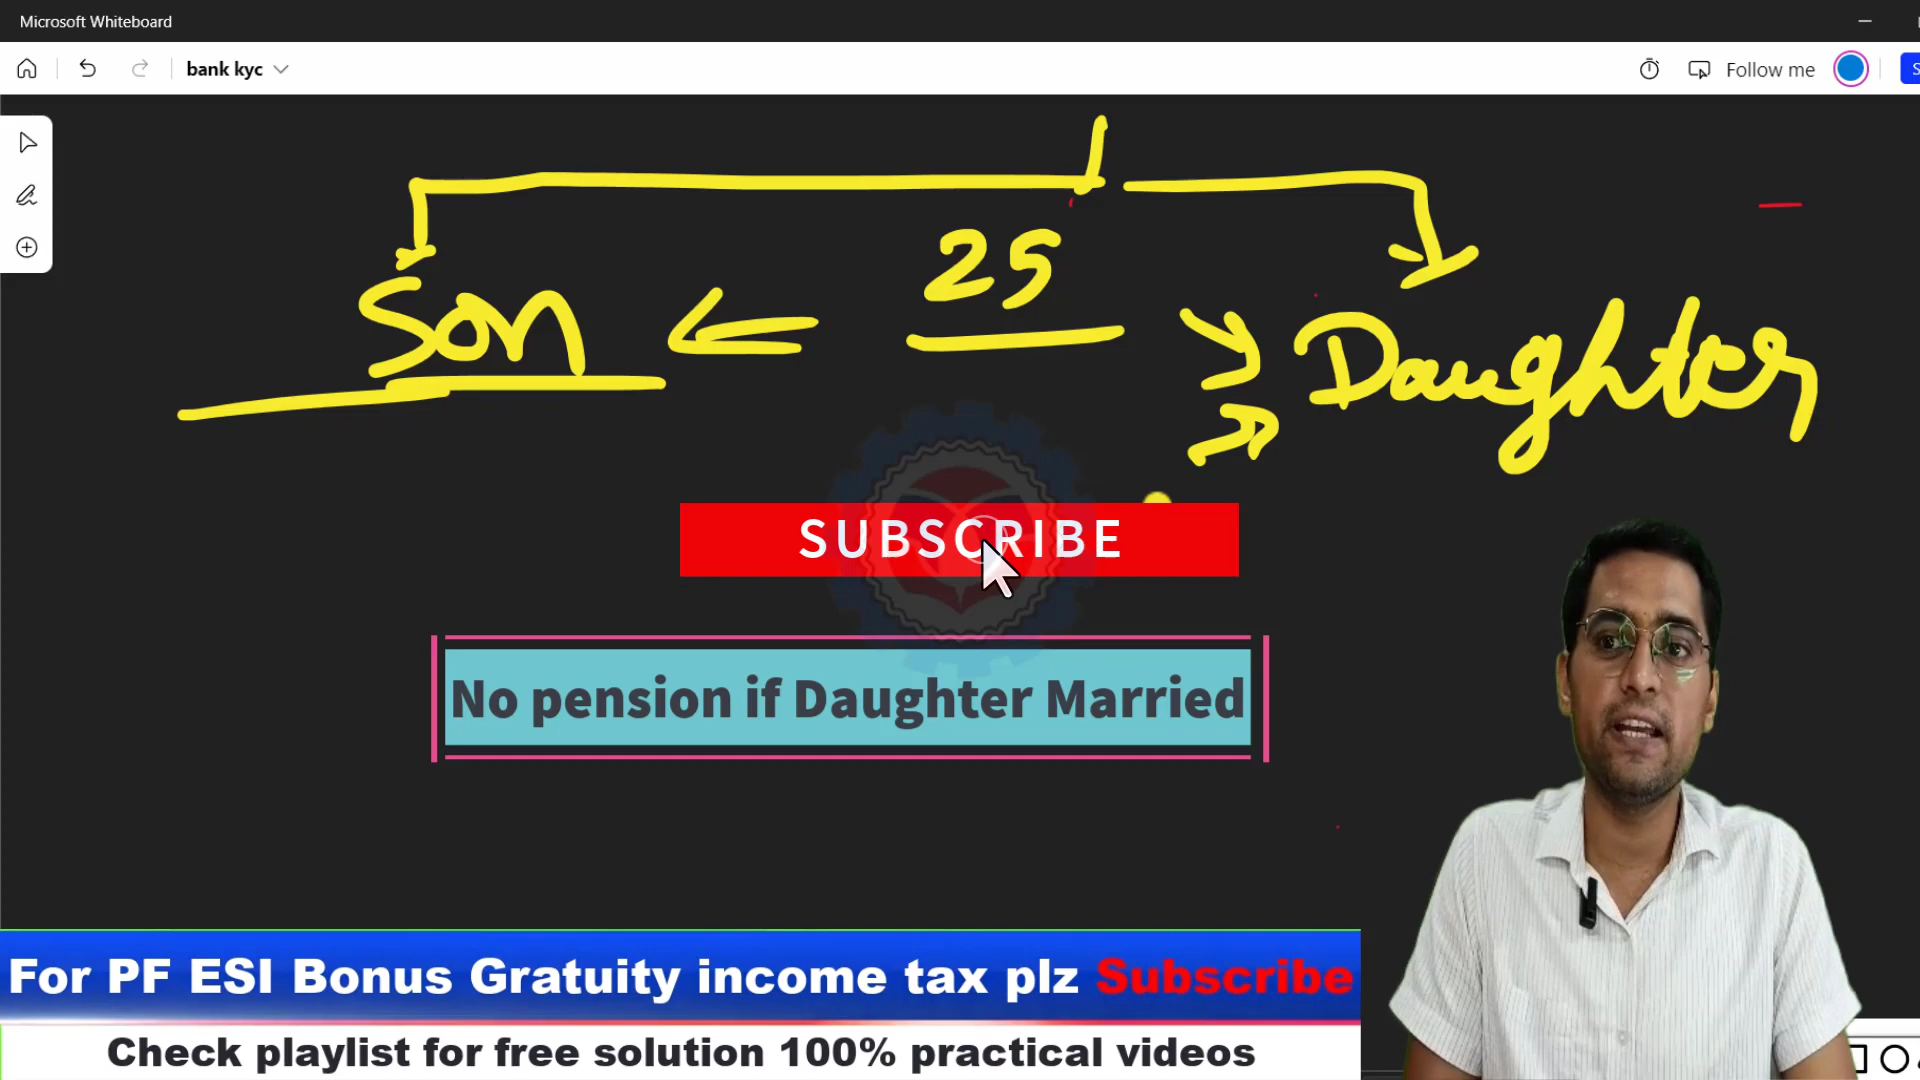 Microsoft Whiteboard
bank kyc
Follow me
S
25
Son
Daughter
SUBSCRIBE
No pension if Daughter Married
For PF ESI Bonus Gratuity income tax plz Subscribe
Check playlist for free solution 100% practical videos